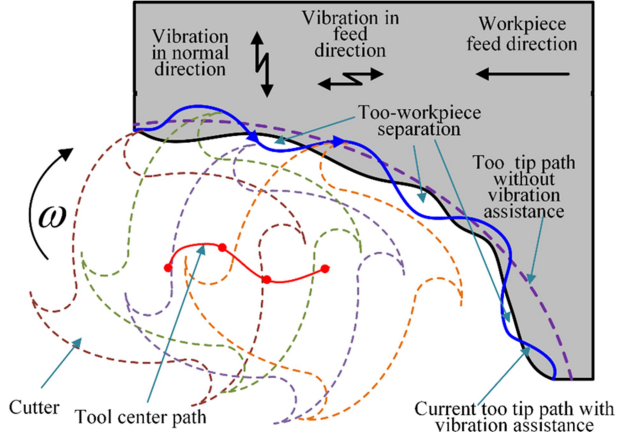 Vibration
in normal
direction
Vibration in
feed
direction
Workpiece
feed direction
Too-workpiece
separation
Too tip path
without
vibration
assistance
ω
Cutter
Tool center path
Current too tip path with
vibration assistance